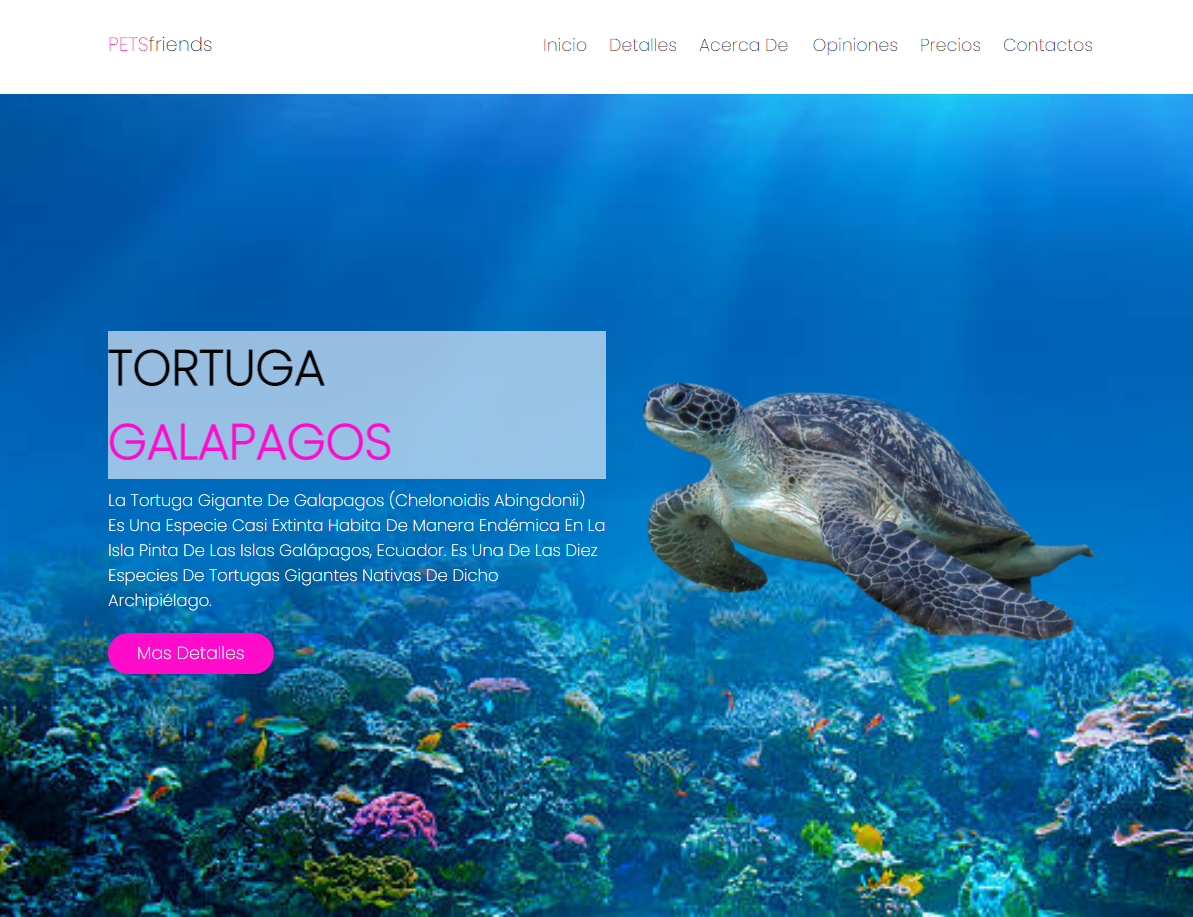 PETSfriends
Inicio Detalles Acerca De Opiniones Precios Contactos
TORTUGA
GALAPAGOS
La Tortuga Gigante De Galapagos (Chelonoidis Abingdonii)
Es Una Especie Casi Extinta Habita De Manera Endémica En La
Isla Pinta De Las Islas Galápagos, Ecuador. Es Una De Las Diez
Especies De Tortugas Gigantes Nativas De Dicho
Archipiélago.
Mas Detalles